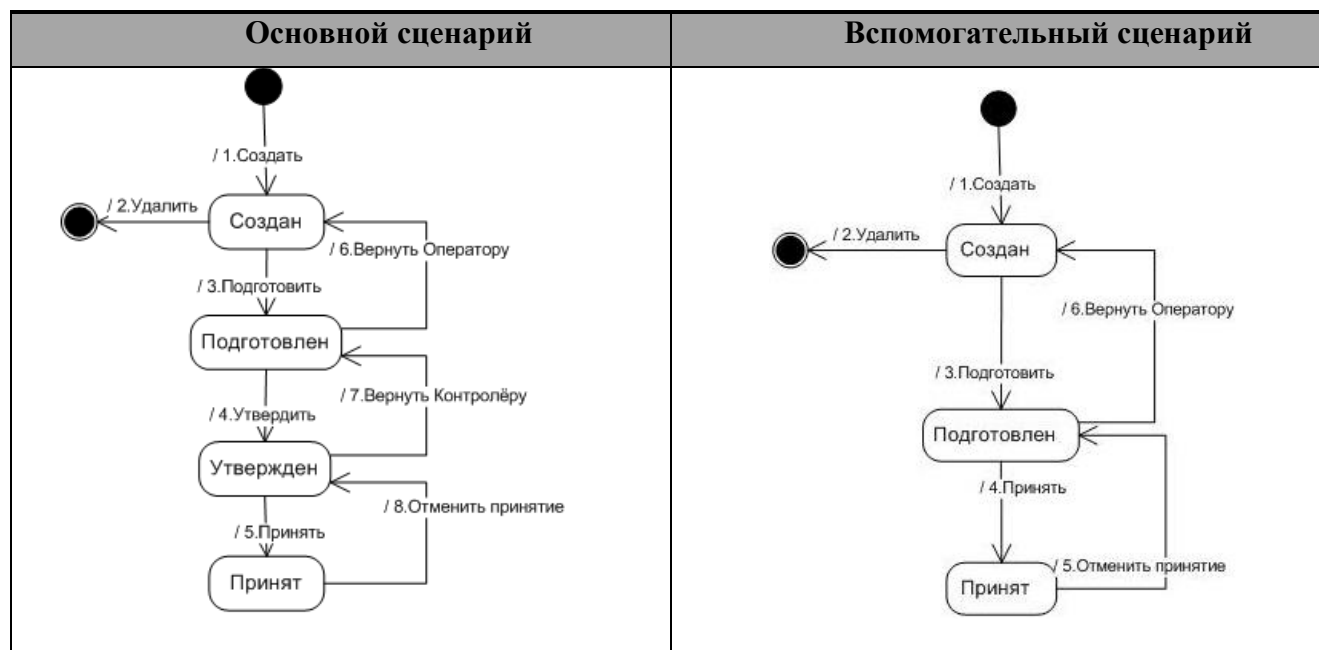 Основной сценарий
Вспомогательный сценарий
/ 1.Создать
/ 2.Удалить
Создан
/ 6.Вернуть Оператору
/ 3.Подготовить
Подготовлен
/ 7.Вернуть Контролёру
/ 4.Утвердить
Утвержден
/ 8.Отменить принятие
/ 5.Принять
Принят
/ 1.Создать
/ 2.Удалить
Создан
/ 6.Вернуть Оператору
/ 3.Подготовить
Подготовлен
/ 4.Принять
/ 5.Отменить принятие
Принят